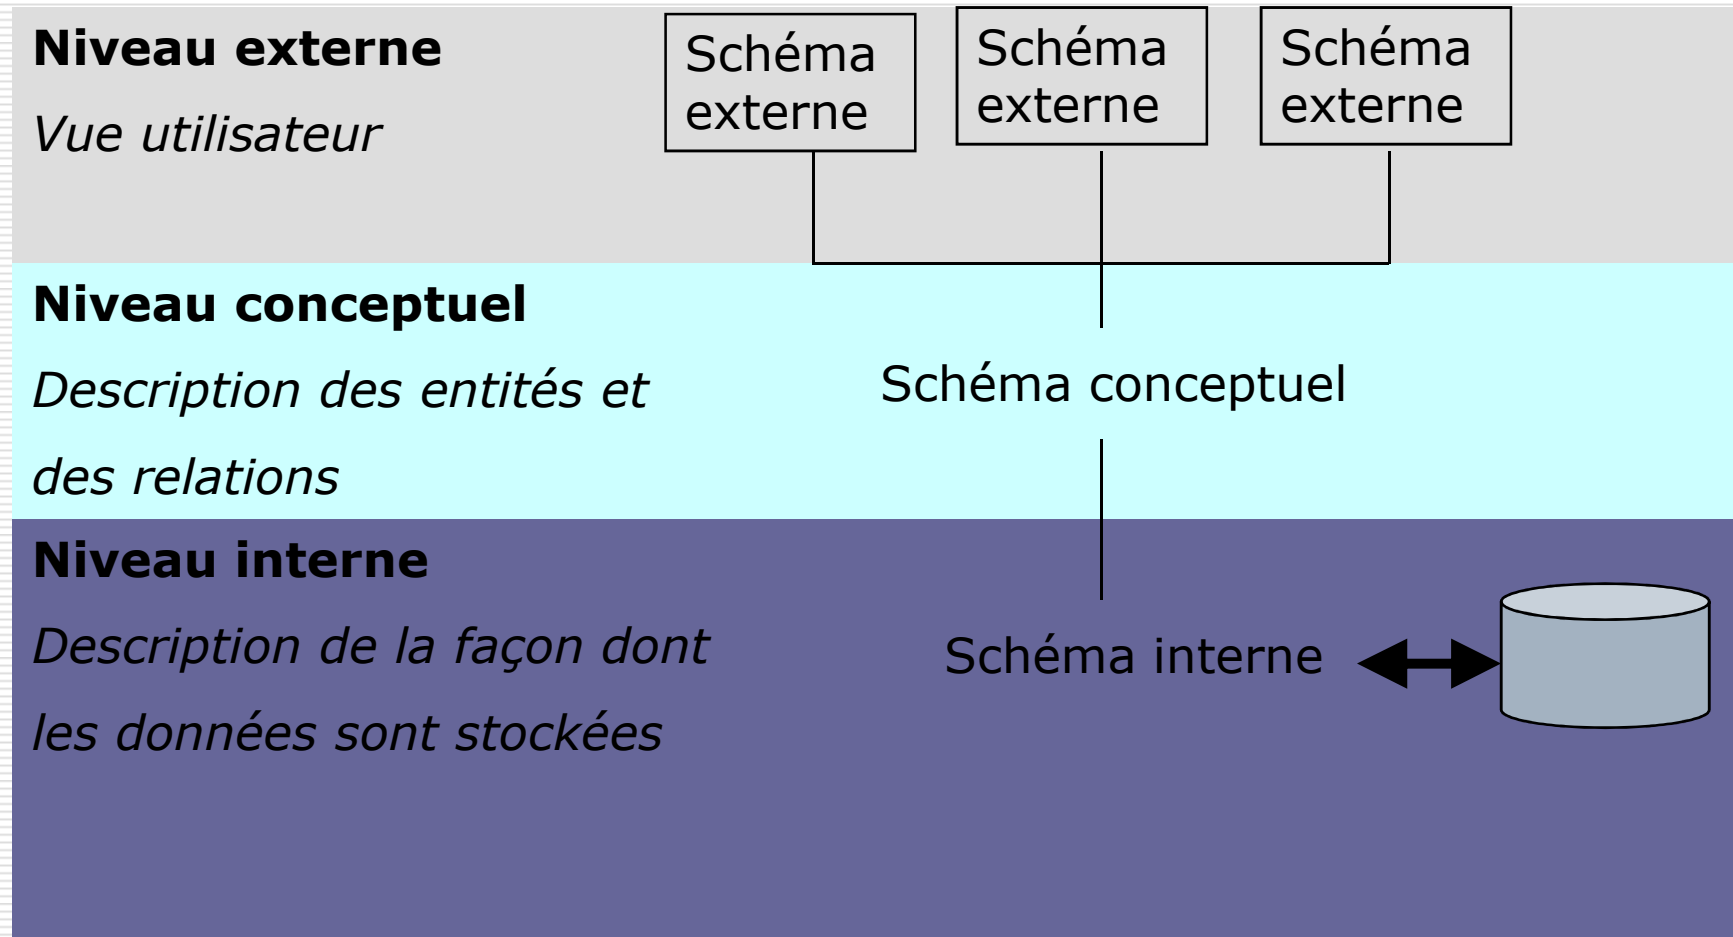 Niveau externe
Vue utilisateur
Schéma
externe
Schéma
externe
Schéma
externe
Niveau conceptuel
Description des entités et
des relations
Schéma conceptuel
Niveau interne
Description de la façon dont
les données sont stockées
Schéma interne